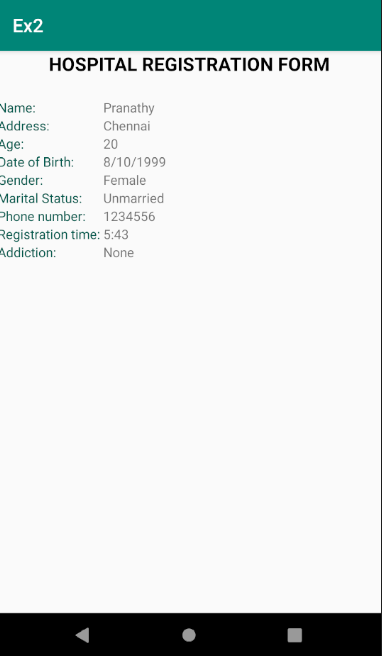 Ex2
HOSPITAL REGISTRATION FORM
Name: Pranathy
Address: Chennai
Age: 20
Date of Birth: 8/10/1999
Gender: Female
Marital Status: Unmarried
Phone number: 1234556
Registration time: 5:43
Addiction: None